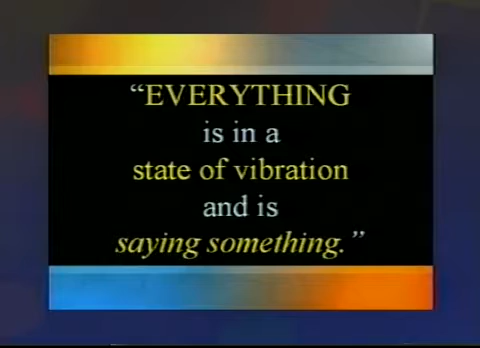 “EVERYTHING
is in a
state of vibration
and is
saying something.”